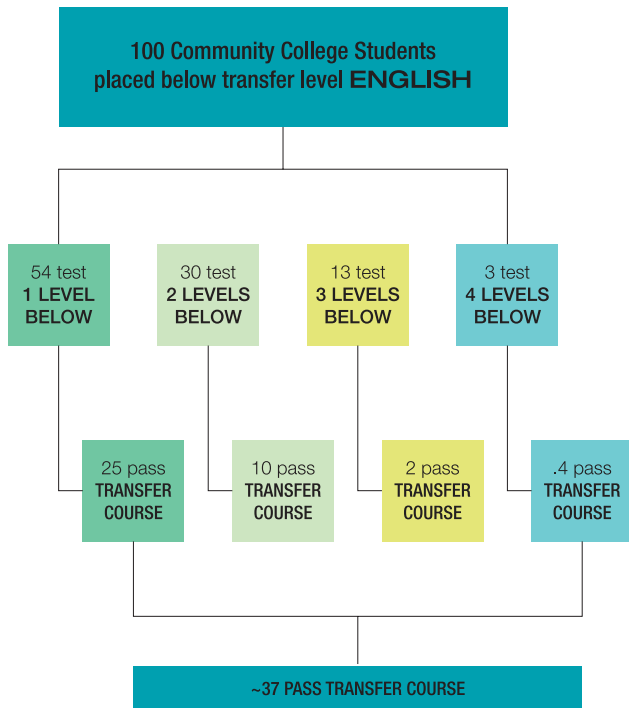 100 Community College Students
placed below transfer level ENGLISH
54 test
1 LEVEL
BELOW
30 test
2 LEVELS
BELOW
13 test
3 LEVELS
BELOW
3 test
4 LEVELS
BELOW
25 pass
TRANSFER
COURSE
10 pass
TRANSFER
COURSE
2 pass
TRANSFER
COURSE
.4 pass
TRANSFER
COURSE
~37 PASS TRANSFER COURSE